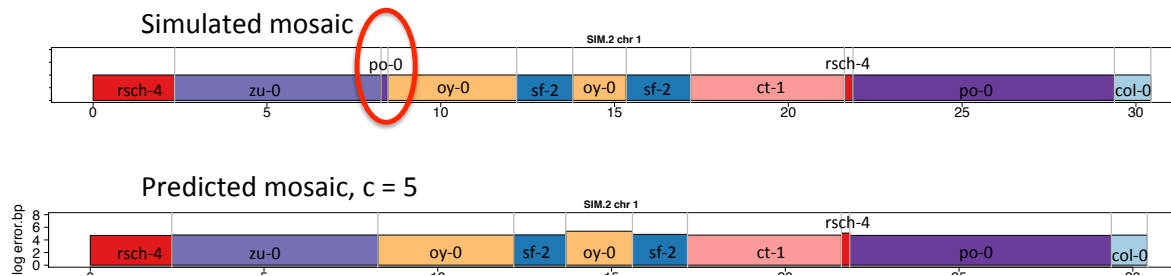 Simulated mosaic
SIM.2 chr 1
po-0 rsch-4
rsch-4 zu-0 oy-0 sf-2 oy-0 sf-2 ct-1 po-0 col-0
0 5 10 15 20 25 30
Predicted mosaic, c = 5
SIM.2 chr 1
rsch-4
log error.bp
8
6
4
2
0
rsch-4 zu-0 oy-0 sf-2 oy-0 sf-2 ct-1 po-0 col-0